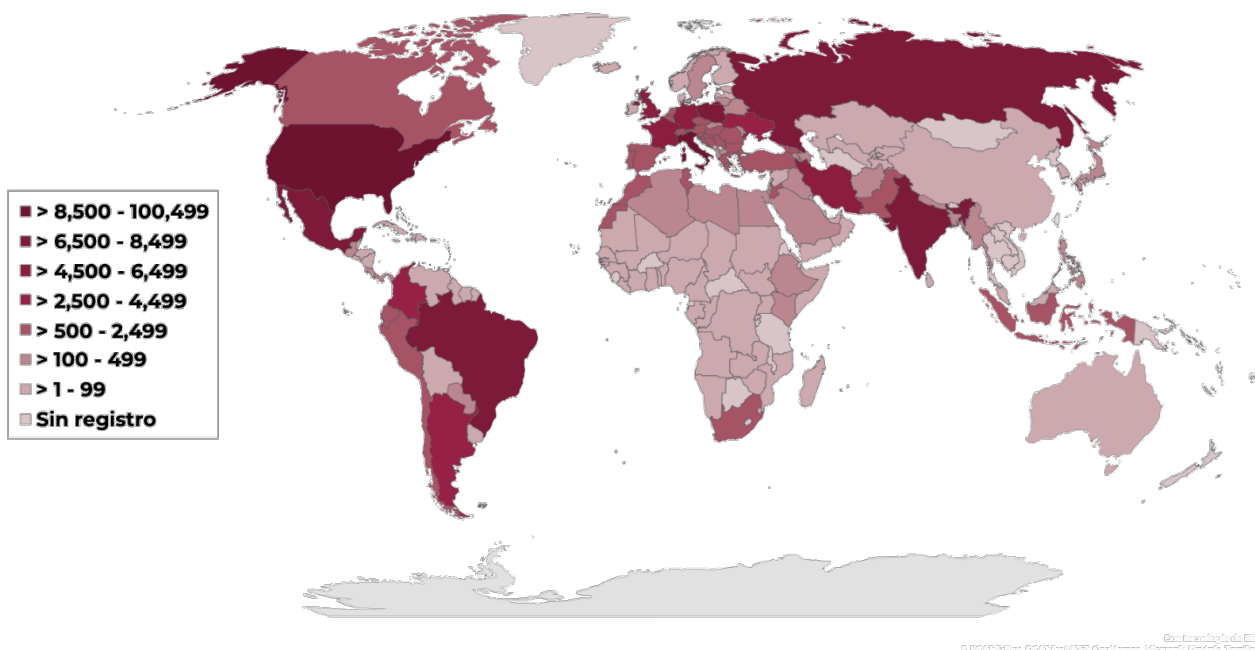 > 8,500 - 100,499
> 6,500 - 8,499
> 4,500 - 6,499
> 2,500 - 4,499
> 500 - 2,499
> 100 - 499
> 1 - 99
Sin registro